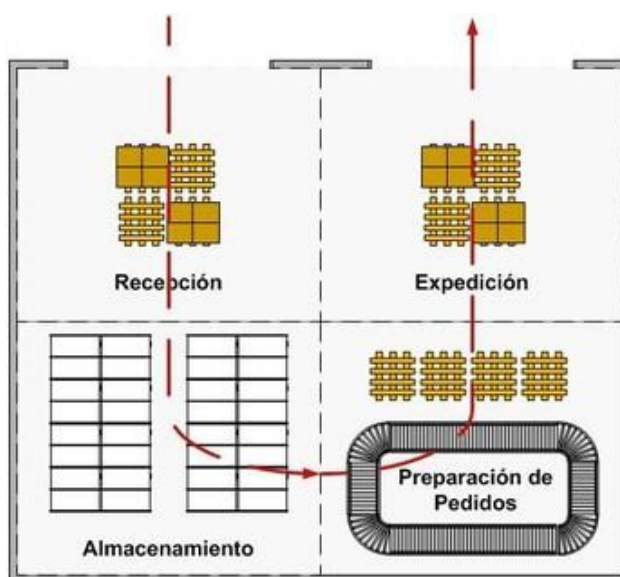 Recepción
Expedición
Almacenamiento
Preparación de
Pedidos